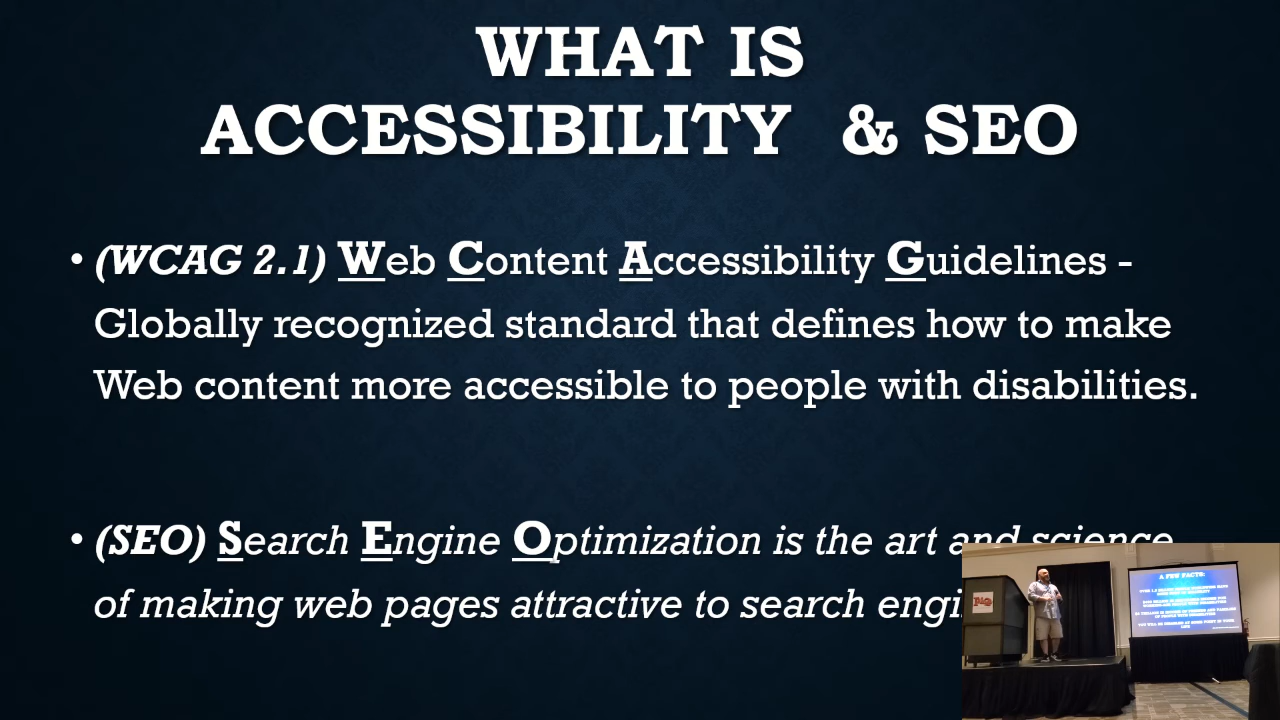 WHAT IS
ACCESSIBILITY & SEO
• (WCAG 2.1) Web Content Accessibility Guidelines -
Globally recognized standard that defines how to make
Web content more accessible to people with disabilities.
• (SEO) Search Engine Optimization is the art and science
of making web pages attractive to search engi
A FEW FACTS: